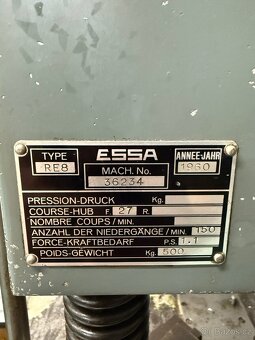 TYPE ESSA ANNEE-JAHR
RE8 MACH. No. 1960
36234
PRESSION-DRUCK Kg.
COURSE-HUB F. 27 R.
NOMBRE COUPS / MIN.
ANZAHL DER NIEDERGÄNGE / MIN. 150
FORCE-KRAFTBEDARF P.S. 1.1
POIDS-GEWICHT Kg. 500